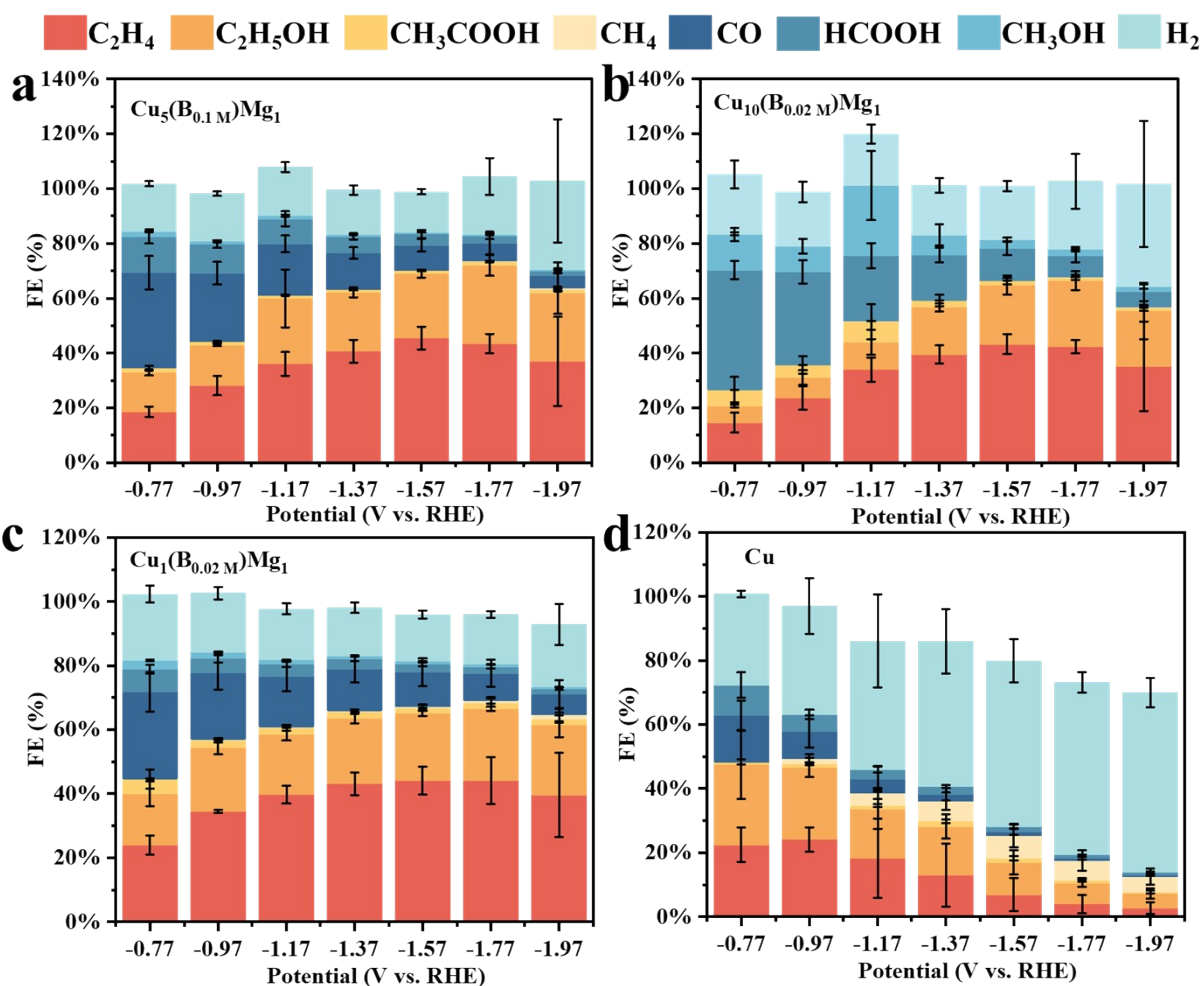 C₂H₄ C₂H₅OH CH₃COOH CH₄ CO HCOOH CH₃OH H₂
a
Cu₅(B₀.₁ M)Mg₁
FE (%)
140%
120%
100%
80%
60%
40%
20%
0%
-0.77 -0.97 -1.17 -1.37 -1.57 -1.77 -1.97
Potential (V vs. RHE)
b
Cu₁₀(B₀.₀₂ M)Mg₁
FE (%)
140%
120%
100%
80%
60%
40%
20%
0%
-0.77 -0.97 -1.17 -1.37 -1.57 -1.77 -1.97
Potential (V vs. RHE)
c
Cu₁(B₀.₀₂ M)Mg₁
FE (%)
120%
100%
80%
60%
40%
20%
0%
-0.77 -0.97 -1.17 -1.37 -1.57 -1.77 -1.97
Potential (V vs. RHE)
d
Cu
FE (%)
120%
100%
80%
60%
40%
20%
0%
-0.77 -0.97 -1.17 -1.37 -1.57 -1.77 -1.97
Potential (V vs. RHE)